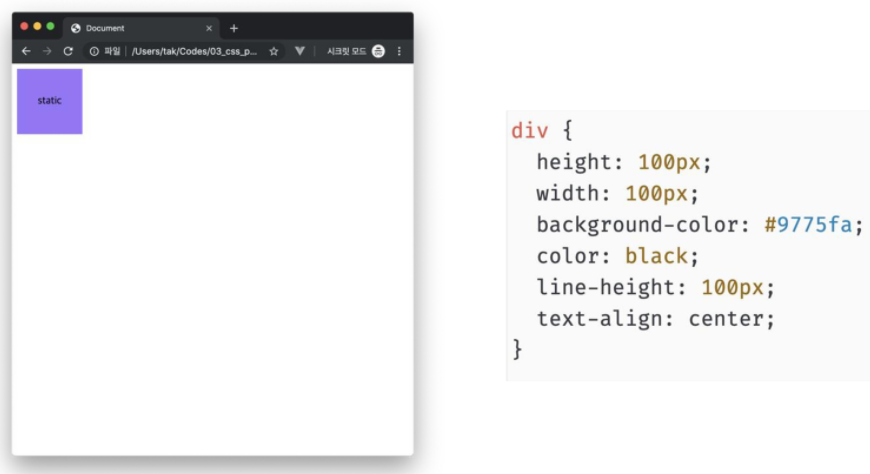 Document
파일 | /Users/tak/Codes/03_css_p...
시크릿 모드
static
div {
  height: 100px;
  width: 100px;
  background-color: #9775fa;
  color: black;
  line-height: 100px;
  text-align: center;
}